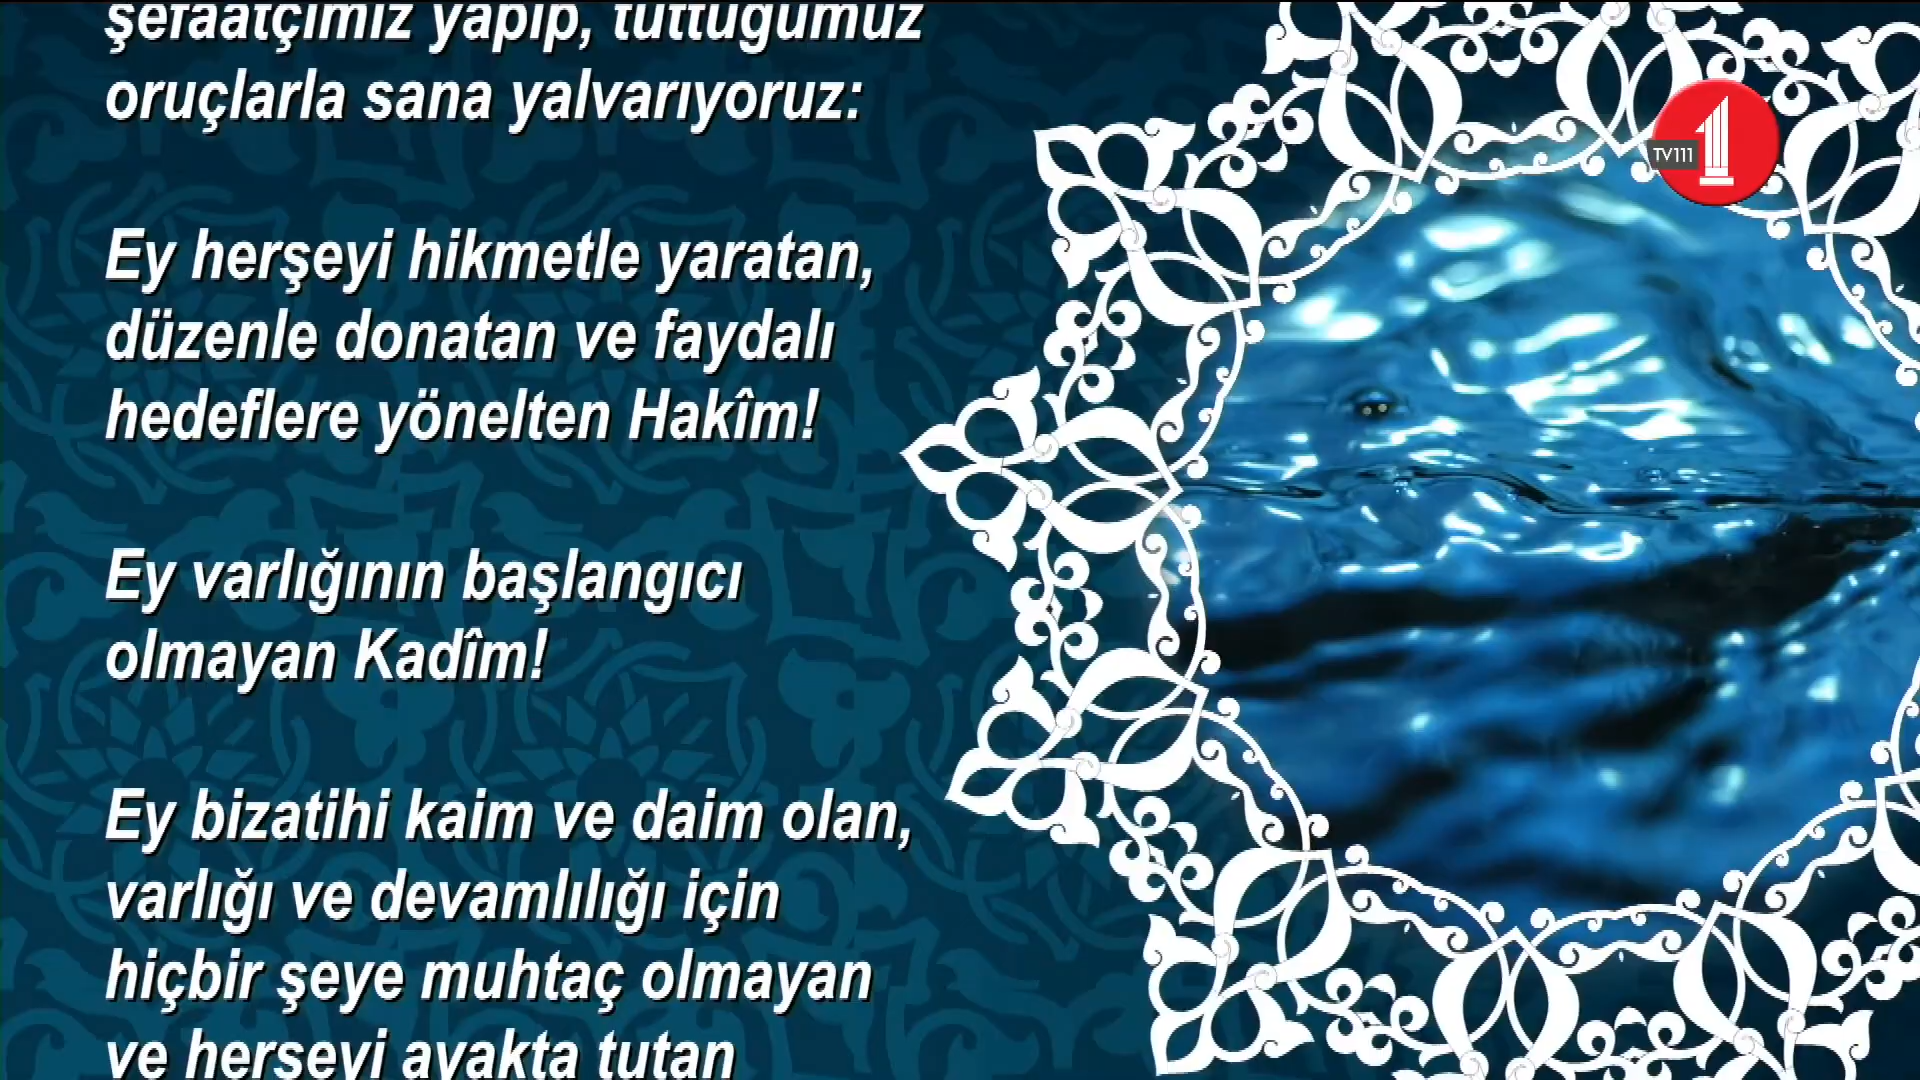 şefaatçimiz yapıp, tuttuğumuz
oruçlarla sana yalvarıyoruz:
Ey herşeyi hikmetle yaratan,
düzenle donatan ve faydalı
hedeflere yönelten Hakîm!
Ey varlığının başlangıcı
olmayan Kadîm!
Ey bizatihi kaim ve daim olan,
varlığı ve devamlılığı için
hiçbir şeye muhtaç olmayan
ve herşeyi ayakta tutan
TV111
1